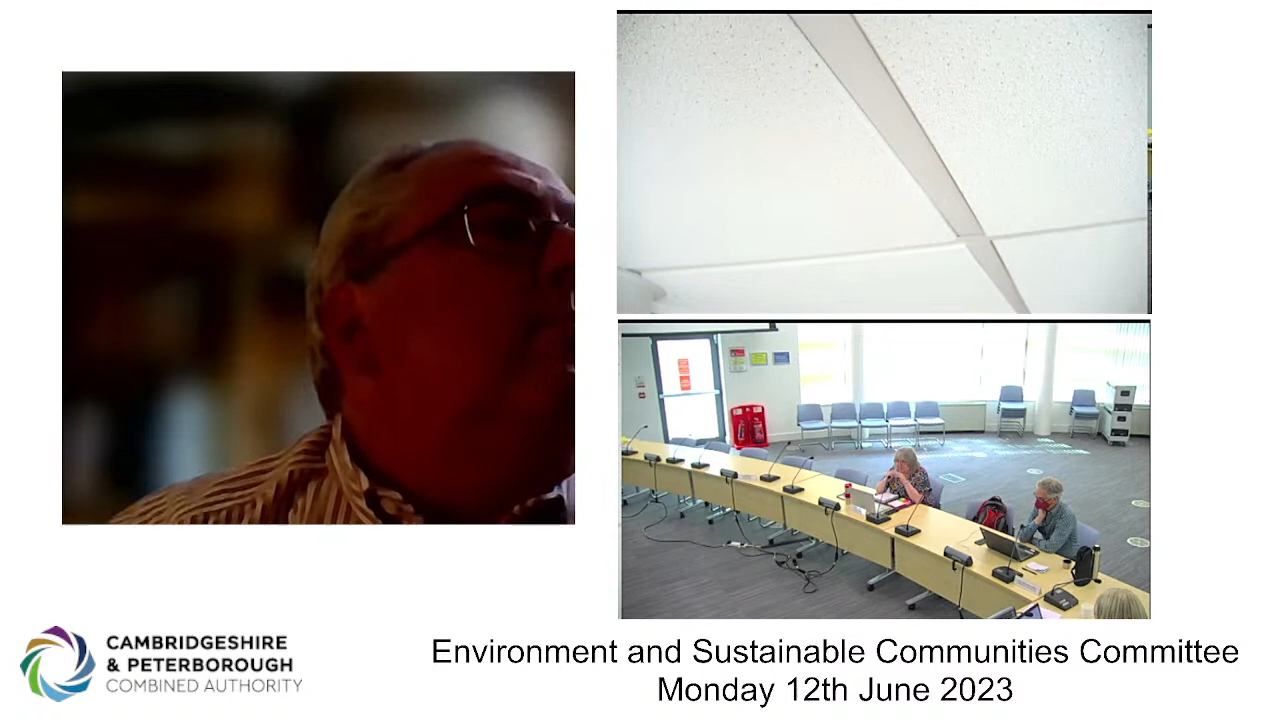 CAMBRIDGESHIRE
& PETERBOROUGH
COMBINED AUTHORITY
Environment and Sustainable Communities Committee
Monday 12th June 2023